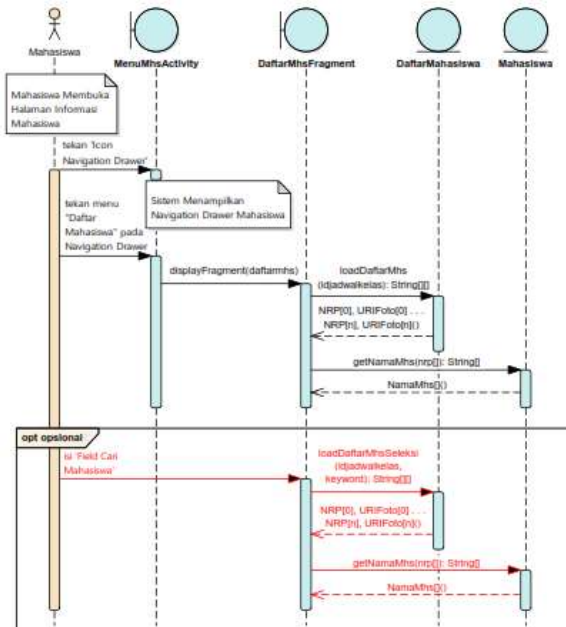 Mahasiswa
MenuMhsActivity
DaftarMhsFragment
DaftarMahasiswa
Mahasiswa
Mahasiswa Membuka
Halaman Informasi
Mahasiswa
tekan 'Icon
Navigation Drawer'
Sistem Menampilkan
Navigation Drawer Mahasiswa
tekan menu
"Daftar
Mahasiswa" pada
Navigation Drawer
displayFragment(daftarmhs)
loadDaftarMhs
(idjadwalkelas): String[][]
NRP[0], URIFoto[0] . . .
NRP[n], URIFoto[n]()
getNamaMhs(nrp[]): String[]
NamaMhs[]()
opt opsional
isi 'Field Cari
Mahasiswa'
loadDaftarMhsSeleksi
(idjadwalkelas,
keyword): String[][]
NRP[0], URIFoto[0] . . .
NRP[n], URIFoto[n]()
getNamaMhs(nrp[]): String[]
NamaMhs[]()